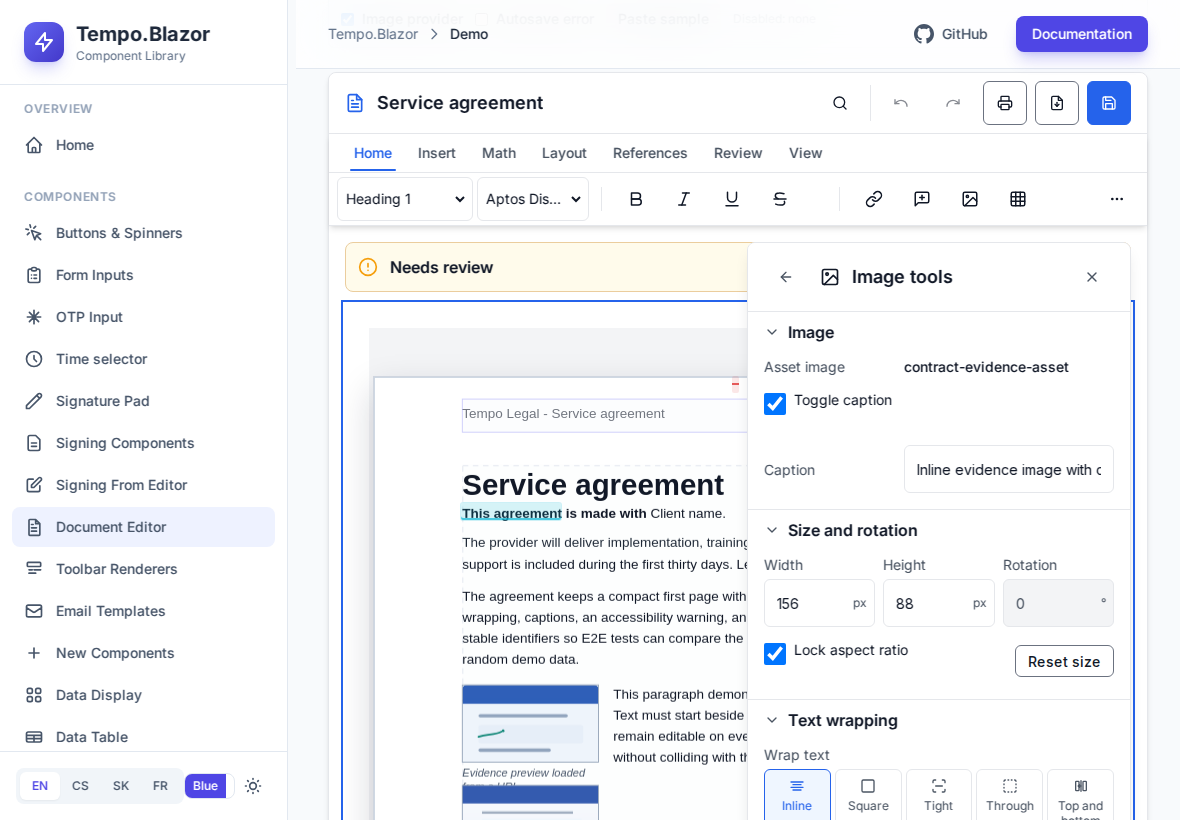 Tempo.Blazor
Component Library
OVERVIEW
Home
COMPONENTS
Buttons & Spinners
Form Inputs
OTP Input
Time selector
Signature Pad
Signing Components
Signing From Editor
Document Editor
Toolbar Renderers
Email Templates
New Components
Data Display
Data Table
EN CS SK FR Blue
Image provider Autosave error Paste sample
Tempo.Blazor Demo GitHub Documentation
Service agreement
Home Insert Math Layout References Review View
Heading 1 Aptos Dis... B I U S
Needs review
Tempo Legal - Service agreement
Service agreement
This agreement is made with Client name.
The provider will deliver implementation, training
support is included during the first thirty days.
The agreement keeps a compact first page with
wrapping, captions, an accessibility warning,
stable identifiers so E2E tests can compare the
random demo data.
This paragraph
Text must start beside
remain editable on
without colliding with
Evidence preview loaded
Image tools
Image
Asset image contract-evidence-asset
Toggle caption
Caption Inline evidence image with
Size and rotation
Width Height Rotation
156 px 88 px 0 °
Lock aspect ratio
Reset size
Text wrapping
Wrap text
Inline Square Tight Through Top and
bottom